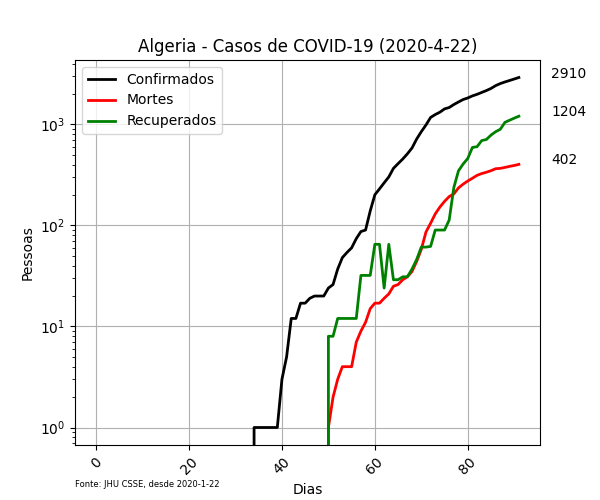 Algeria - Casos de COVID-19 (2020-4-22)
Confirmados
Mortes
Recuperados
2910
1204
402
Pessoas
10³
10²
10¹
10⁰
0
20
40
60
80
Dias
Fonte: JHU CSSE, desde 2020-1-22